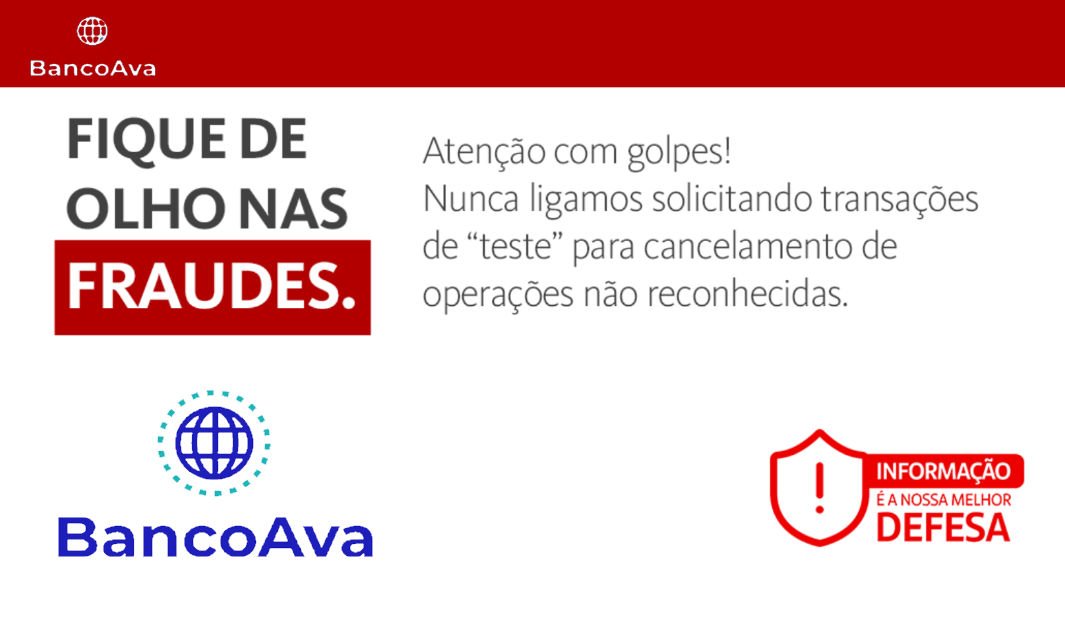 BancoAva
FIQUE DE
OLHO NAS
FRAUDES.
Atenção com golpes!
Nunca ligamos solicitando transações
de “teste” para cancelamento de
operações não reconhecidas.
BancoAva
INFORMAÇÃO
É A NOSSA MELHOR
DEFESA